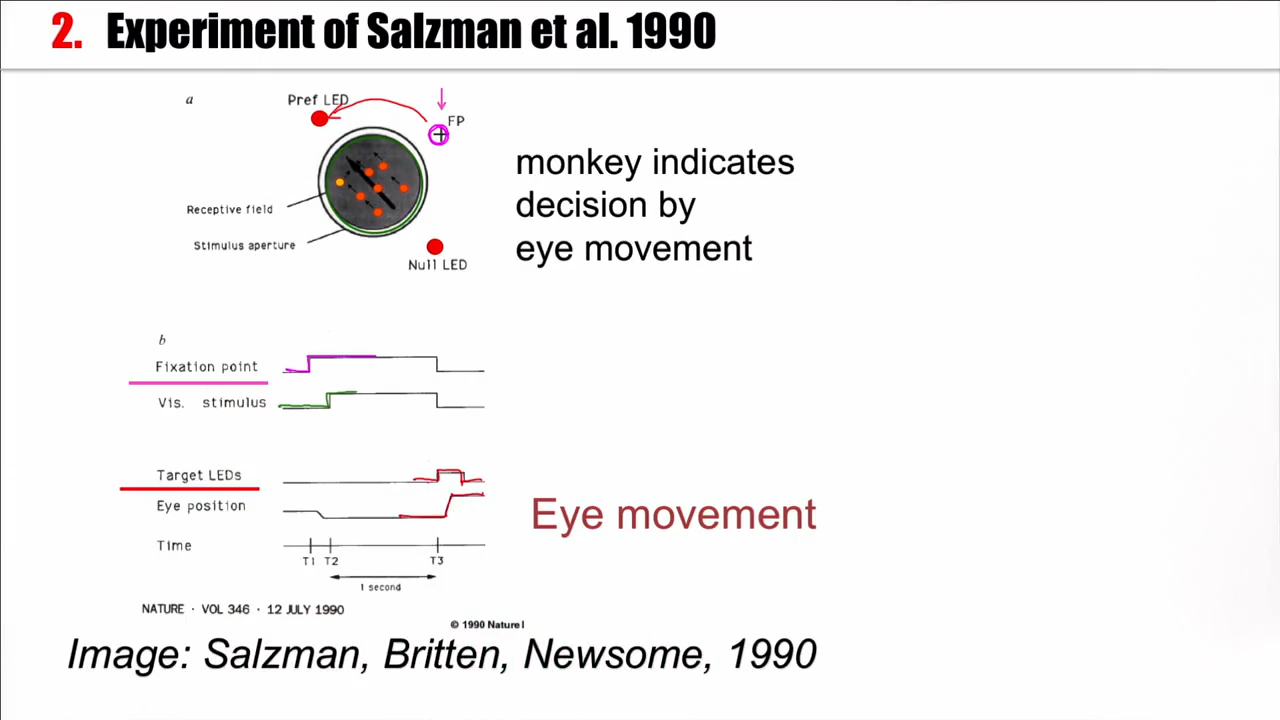 2. Experiment of Salzman et al. 1990
a
Pref LED
FP
Receptive field
Stimulus aperture
Null LED
monkey indicates
decision by
eye movement
b
Fixation point
Vis. stimulus
Target LEDs
Eye position
Eye movement
Time
T1 T2 T3
1 second
NATURE · VOL 346 · 12 JULY 1990
© 1990 Nature
Image: Salzman, Britten, Newsome, 1990